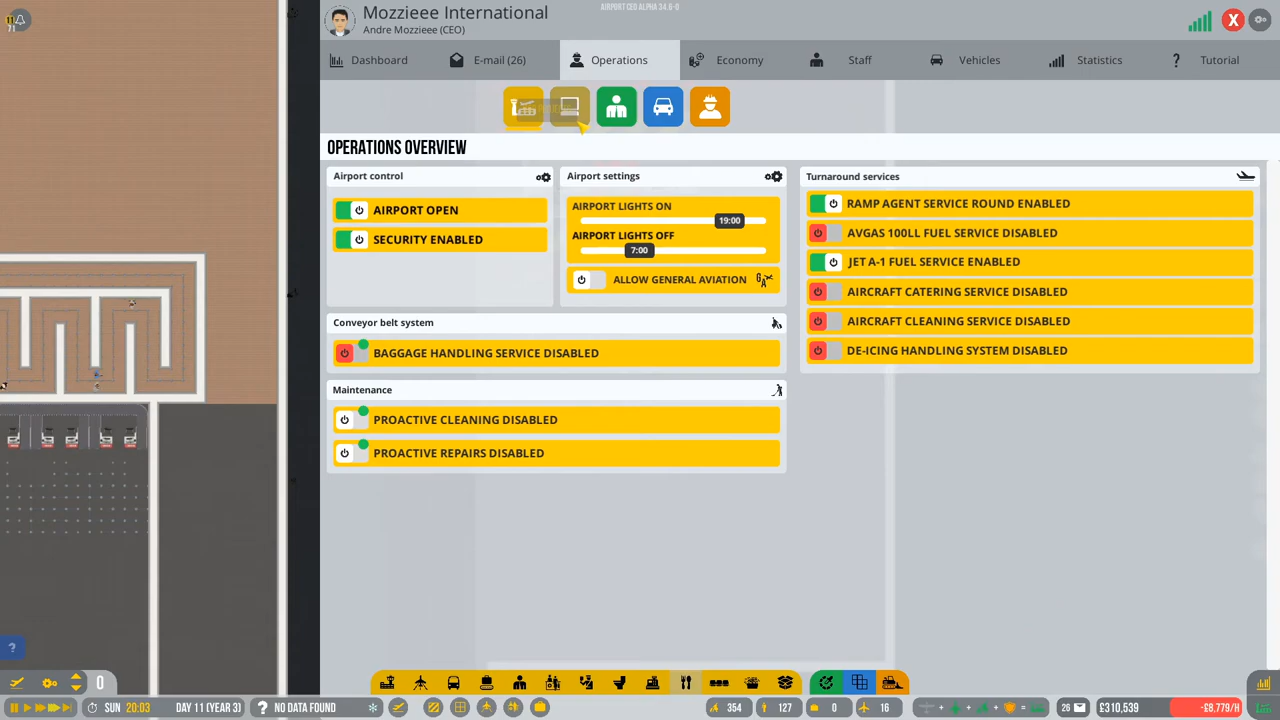 AIRPORT CEO ALPHA 34.6-0
Mozzieee International
Andre Mozzieee (CEO)
Dashboard
E-mail (26)
Operations
Economy
Staff
Vehicles
Statistics
Tutorial
OPERATIONS OVERVIEW
Airport control
AIRPORT OPEN
SECURITY ENABLED
Airport settings
AIRPORT LIGHTS ON
19:00
AIRPORT LIGHTS OFF
7:00
ALLOW GENERAL AVIATION
Turnaround services
RAMP AGENT SERVICE ROUND ENABLED
AVGAS 100LL FUEL SERVICE DISABLED
JET A-1 FUEL SERVICE ENABLED
AIRCRAFT CATERING SERVICE DISABLED
AIRCRAFT CLEANING SERVICE DISABLED
DE-ICING HANDLING SYSTEM DISABLED
Conveyor belt system
BAGGAGE HANDLING SERVICE DISABLED
Maintenance
PROACTIVE CLEANING DISABLED
PROACTIVE REPAIRS DISABLED
?
0
SUN 20:03
DAY 11 (YEAR 3)
? NO DATA FOUND
354
127
0
16
26
£310,539
-£8.779/H